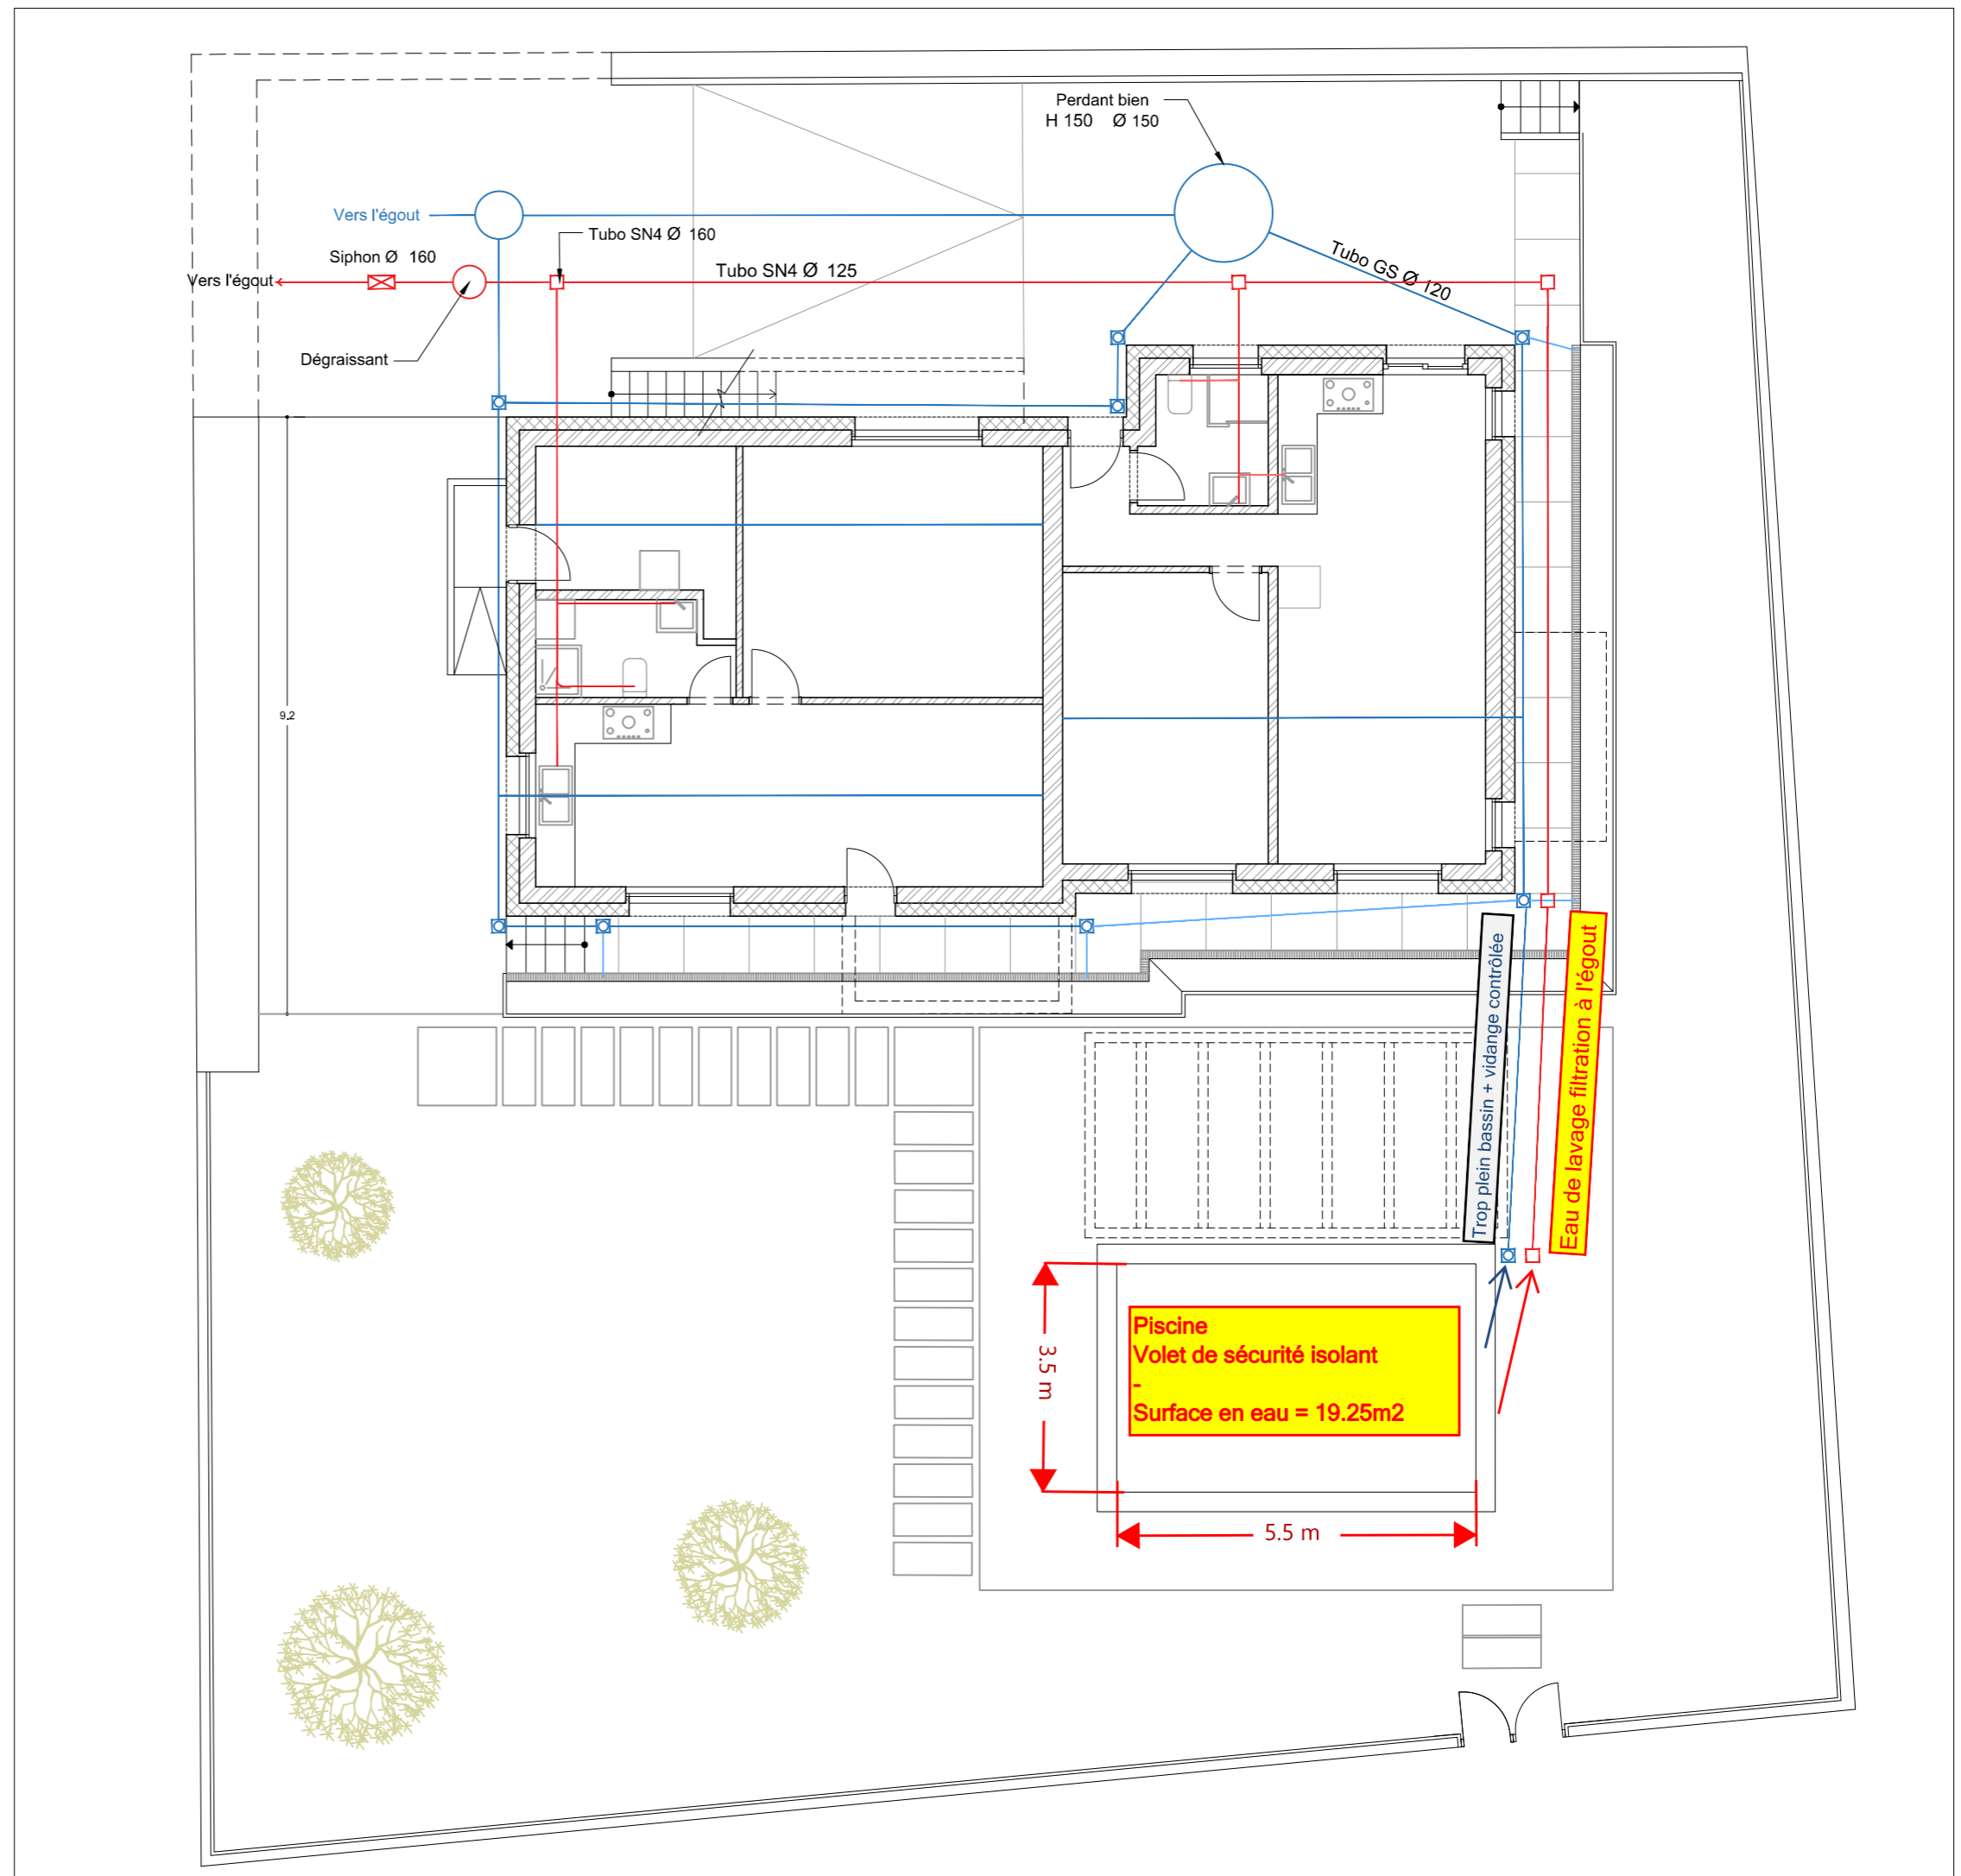 Perdant bien
H 150 Ø 150
Vers l'égout
Tubo SN4 Ø 160
Siphon Ø 160
Tubo SN4 Ø 125
Tubo GS Ø 120
Vers l'égout
Dégraissant
9,2
Trop plein bassin + vidange contrôlée
Eau de lavage filtration à l'égout
3.5 m
Piscine
Volet de sécurité isolant
-
Surface en eau = 19.25m2
5.5 m